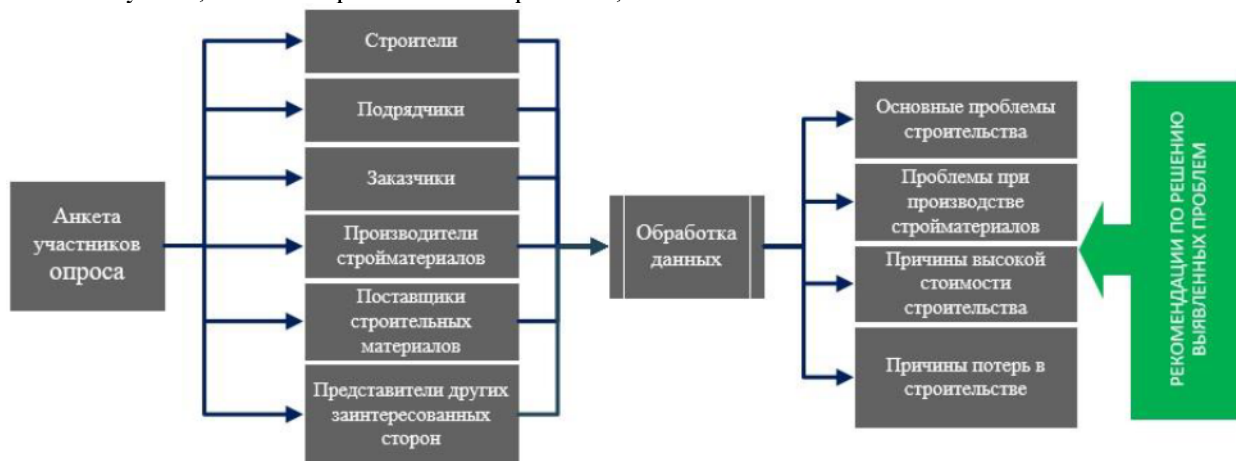 Анкета
участников
опроса
Строители
Подрядчики
Заказчики
Производители
стройматериалов
Поставщики
строительных
материалов
Представители других
заинтересованных
сторон
Обработка
данных
Основные проблемы
строительства
Проблемы при
производстве
стройматериалов
Причины высокой
стоимости
строительства
Причины потерь в
строительстве
РЕКОМЕНДАЦИИ ПО РЕШЕНИЮ
ВЫЯВЛЕННЫХ ПРОБЛЕМ